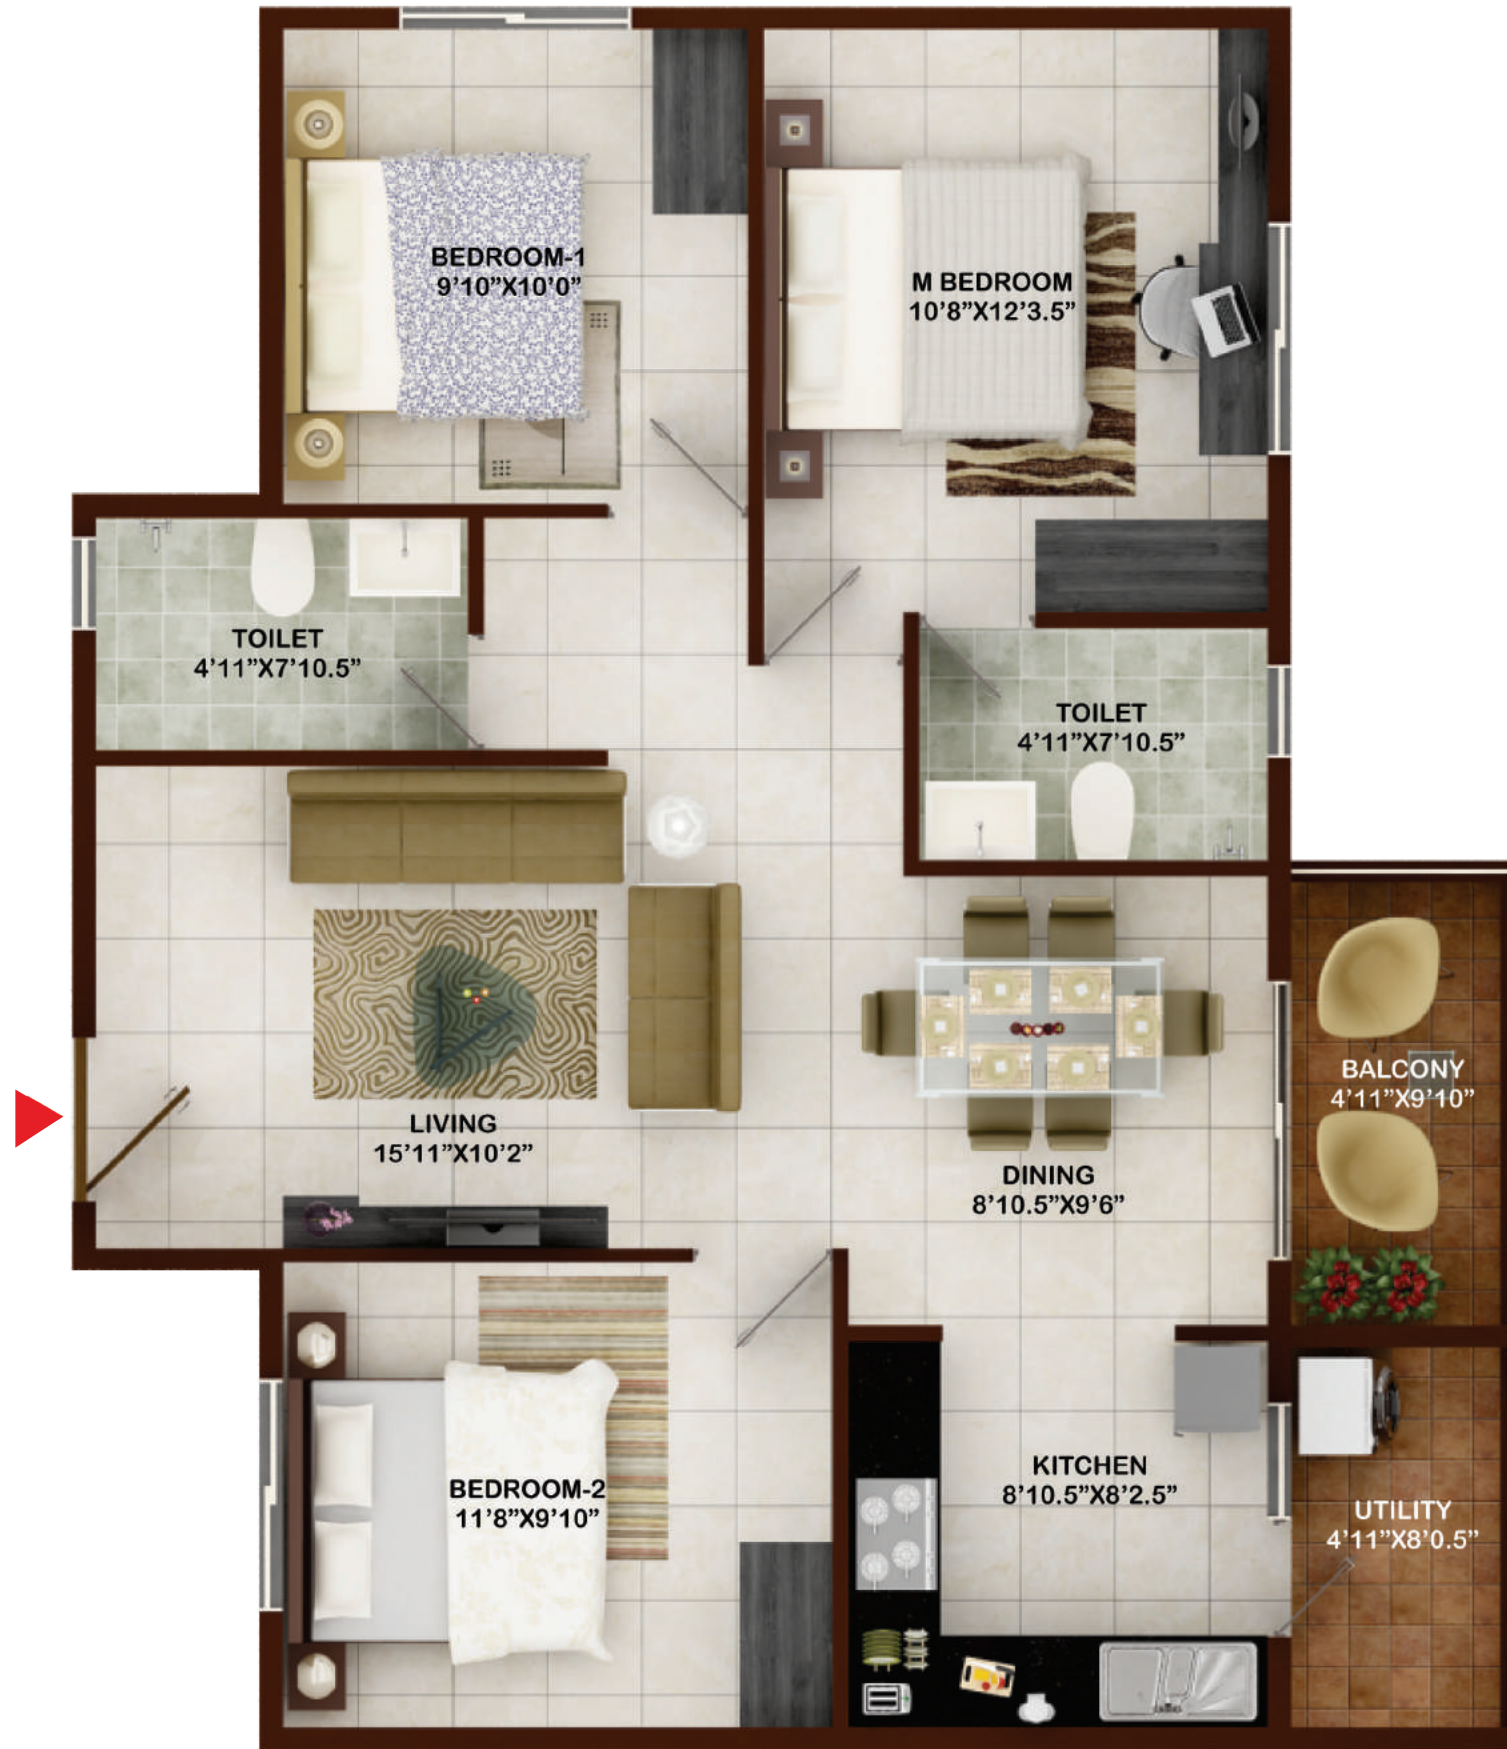 BEDROOM-1
9’10”X10’0”
M BEDROOM
10’8”X12’3.5”
TOILET
4’11”X7’10.5”
TOILET
4’11”X7’10.5”
LIVING
15’11”X10’2”
DINING
8’10.5”X9’6”
BALCONY
4’11”X9’10”
BEDROOM-2
11’8”X9’10”
KITCHEN
8’10.5”X8’2.5”
UTILITY
4’11”X8’0.5”